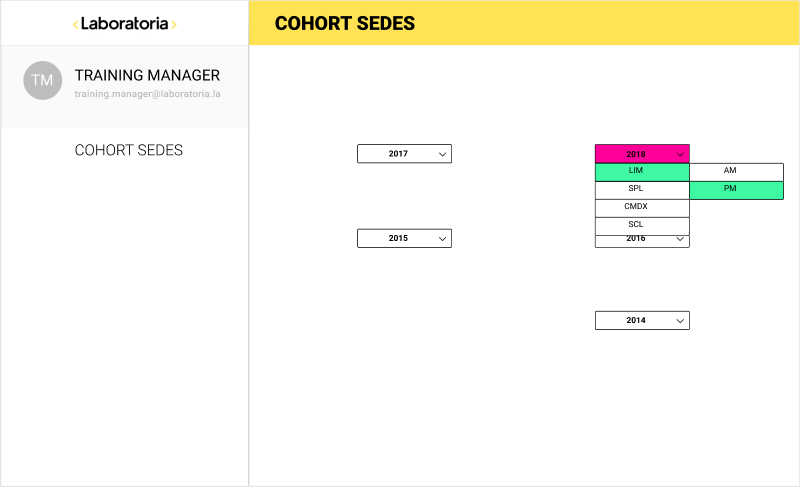 ‹ Laboratoria ›
COHORT SEDES
TM
TRAINING MANAGER
training.manager@laboratoria.la
COHORT SEDES
2017
2018
LIM
AM
SPL
PM
CMDX
SCL
2015
2016
2014